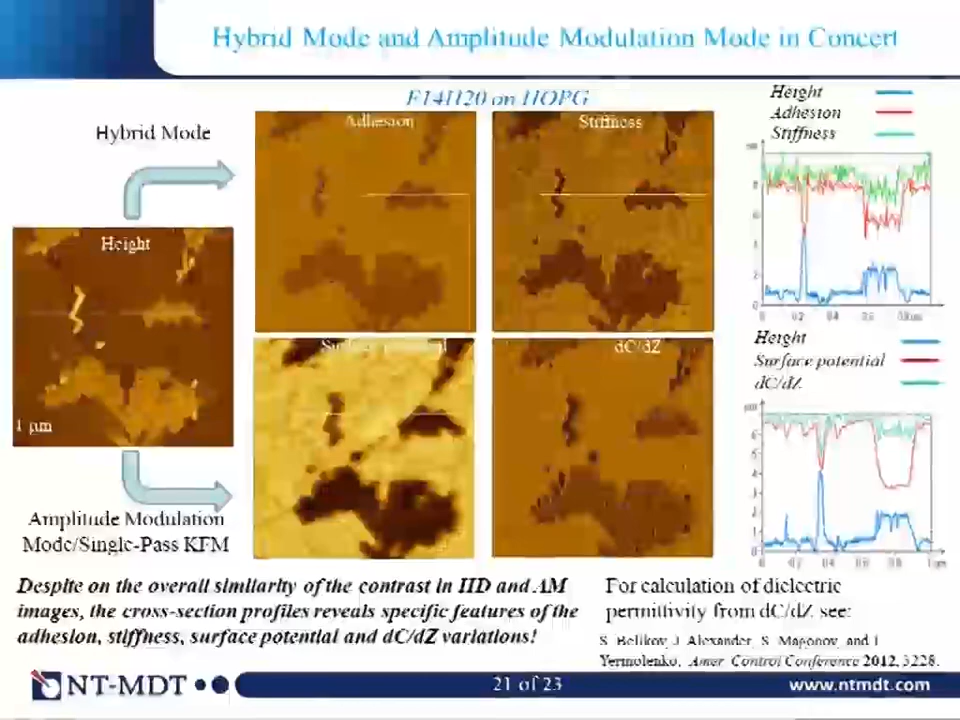 Hybrid Mode and Amplitude Modulation Mode in Concert
F14H20 on HOPG
Hybrid Mode
Height
1 µm
Amplitude Modulation
Mode/Single-Pass KFM
Adhesion
Stiffness
dC/dZ
Height
Adhesion
Stiffness
Height
Surface potential
dC/dZ
Despite on the overall similarity of the contrast in HD and AM
images, the cross-section profiles reveals specific features of the
adhesion, stiffness, surface potential and dC/dZ variations!
For calculation of dielectric
permittivity from dC/dZ see:
S. Belikov, J. Alexander, S. Magonov, and I.
Yermolenko, Amer. Control Conference 2012, 3228.
NT-MDT
21 of 23
www.ntmdt.com